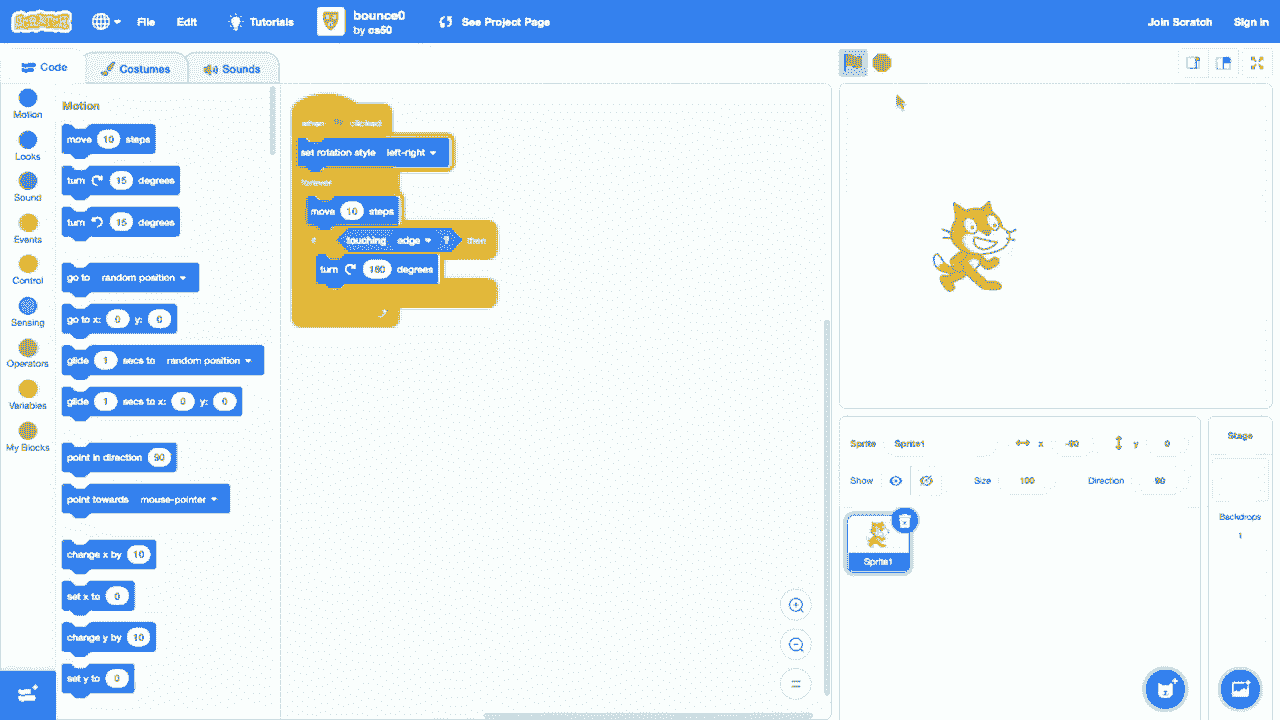 SCRATCH File Edit Tutorials bounce0 by cs50 See Project Page Join Scratch Sign in
Code Costumes Sounds
Motion
Looks
Sound
Events
Control
Sensing
Operators
Variables
My Blocks
Motion
move 10 steps
turn 15 degrees
turn 15 degrees
go to random position
go to x: 0 y: 0
glide 1 secs to random position
glide 1 secs to x: 0 y: 0
point in direction 90
point towards mouse-pointer
change x by 10
set x to 0
change y by 10
set y to 0
when clicked
set rotation style left-right
forever
move 10 steps
if touching edge ? then
turn 180 degrees
Sprite Sprite1 x y 0
Show Size 100 Direction 90
Sprite1
Stage
Backdrops
1